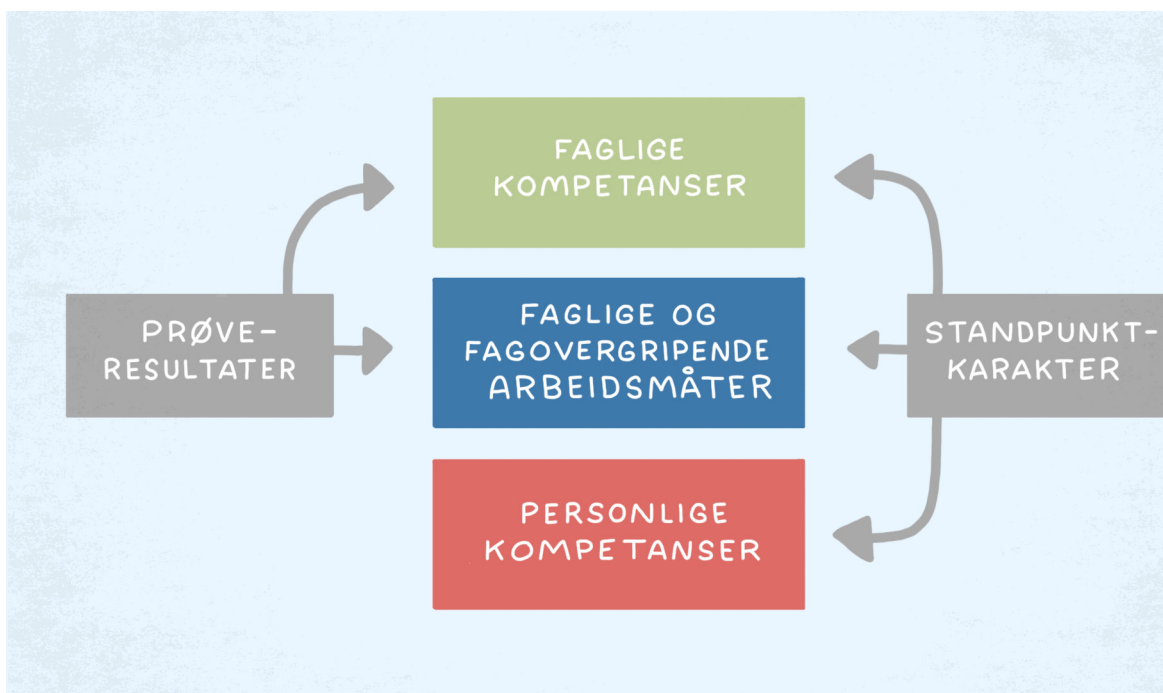 FAGLIGE
KOMPETANSER
PRØVE-
RESULTATER
FAGLIGE OG
FAGOVERGRIPENDE
ARBEIDSMÅTER
STANDPUNKT-
KARAKTER
PERSONLIGE
KOMPETANSER